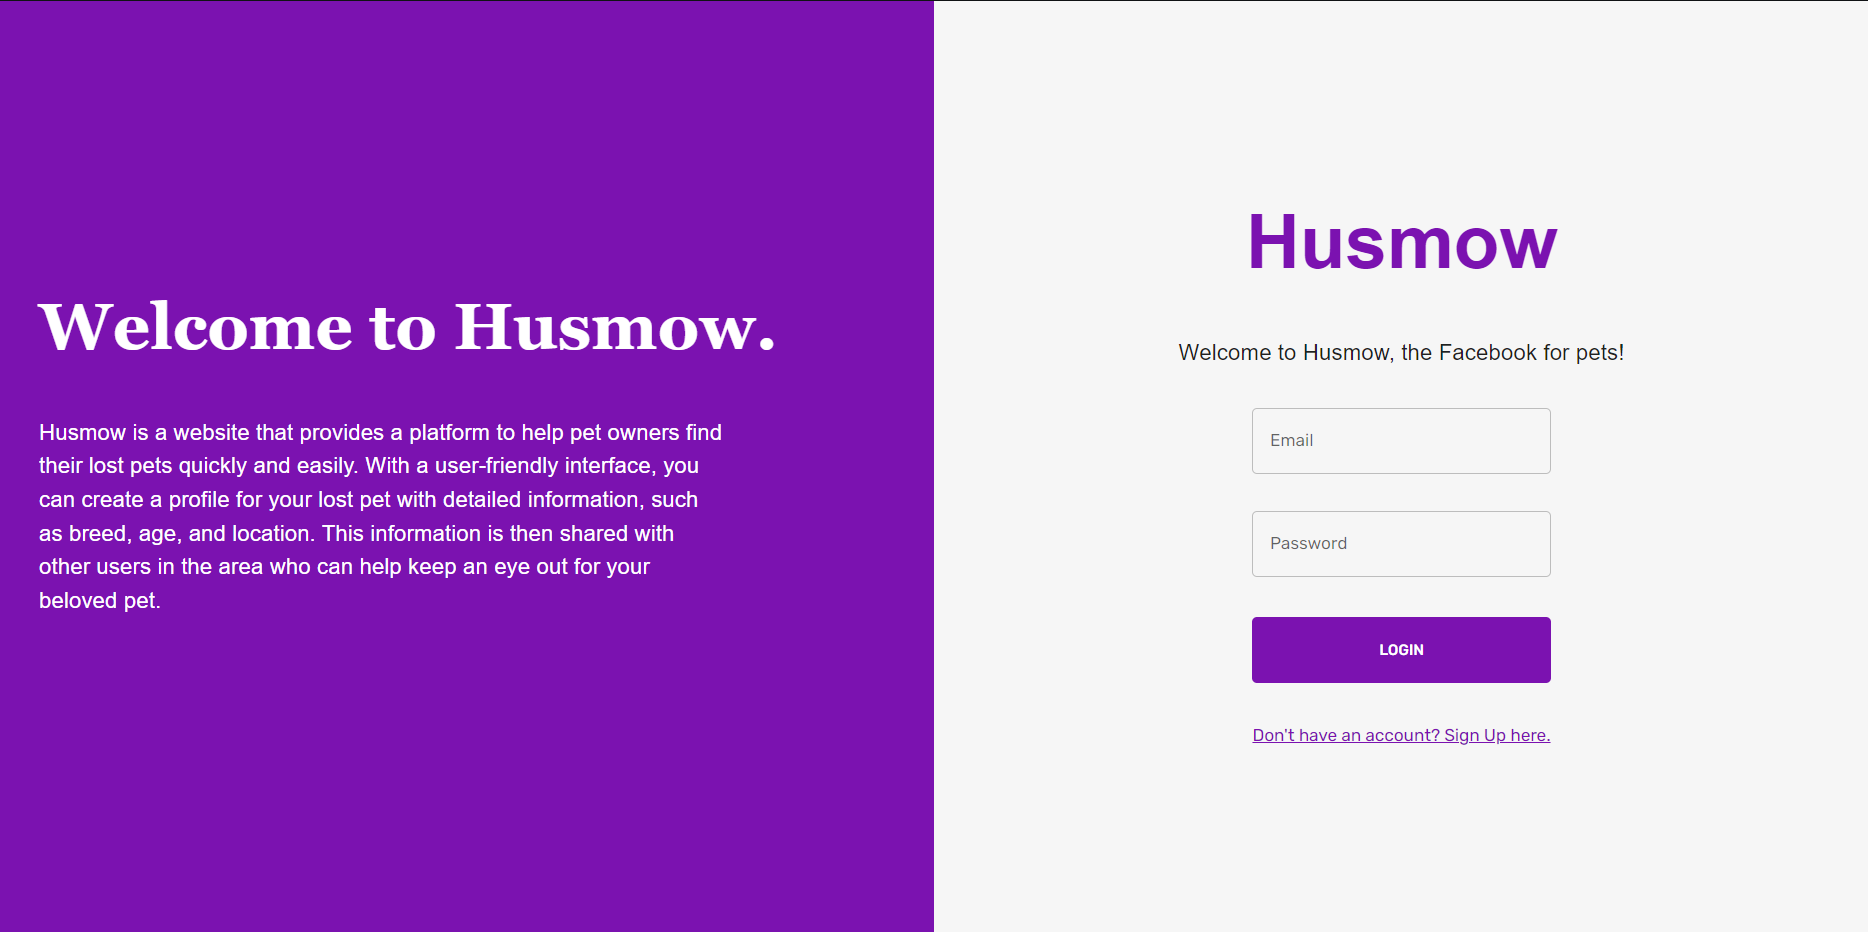 Welcome to Husmow.
Husmow is a website that provides a platform to help pet owners find
their lost pets quickly and easily. With a user-friendly interface, you
can create a profile for your lost pet with detailed information, such
as breed, age, and location. This information is then shared with
other users in the area who can help keep an eye out for your
beloved pet.
Husmow
Welcome to Husmow, the Facebook for pets!
Email
Password
LOGIN
Don't have an account? Sign Up here.